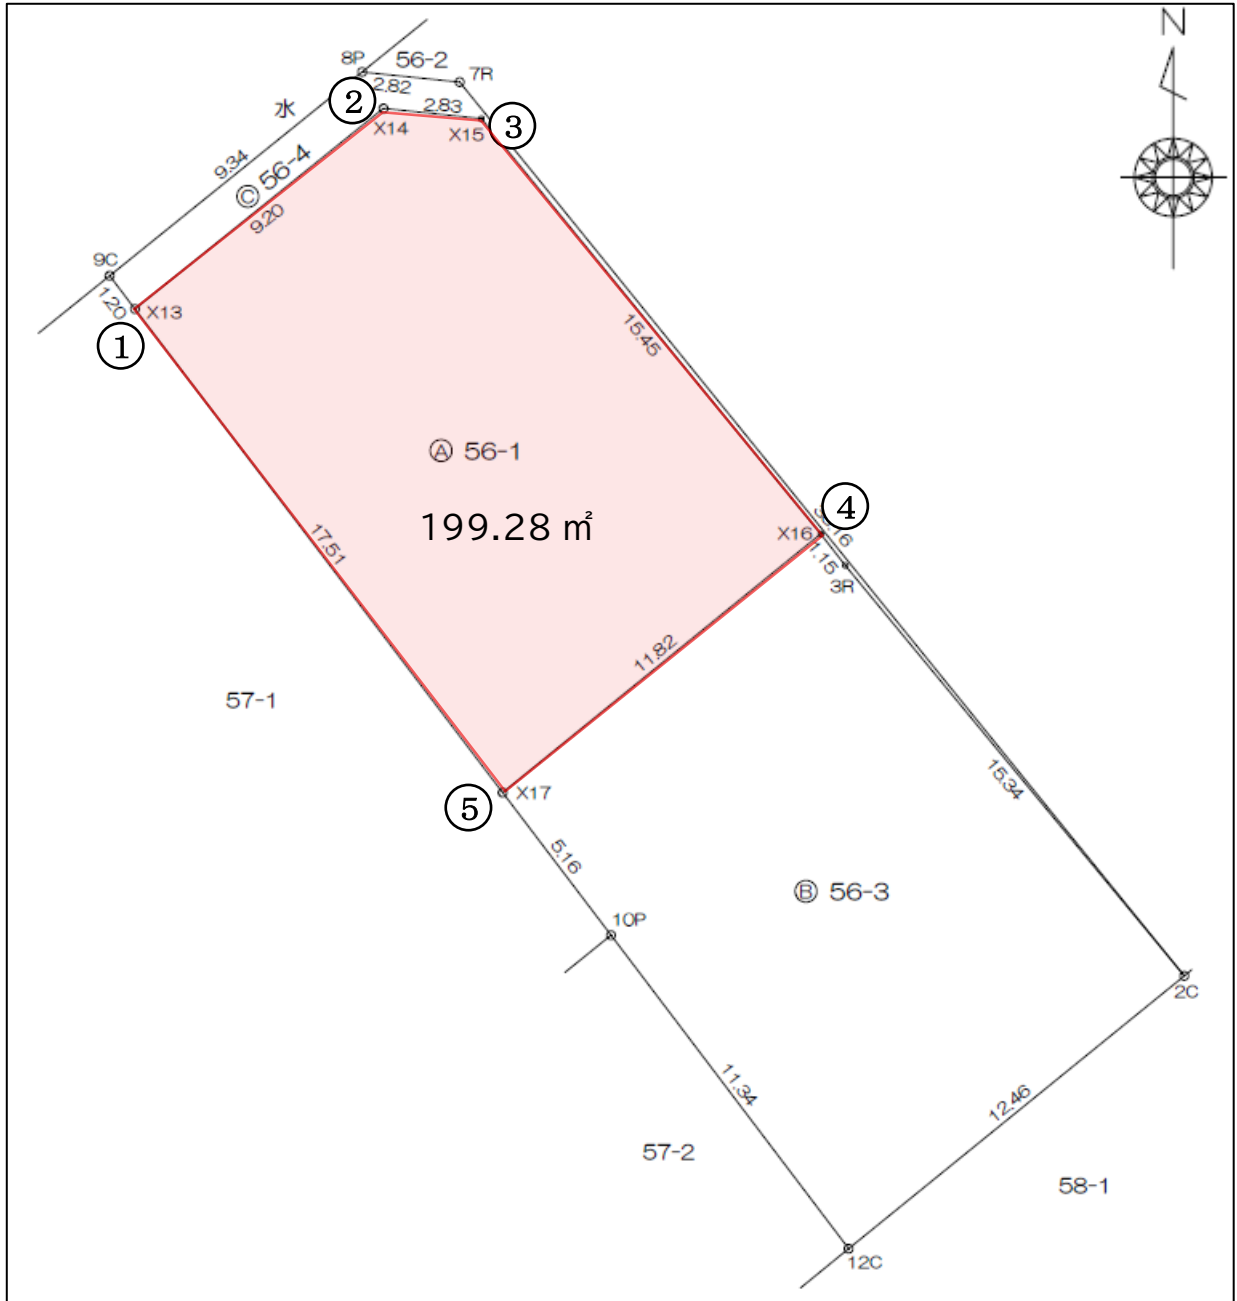 N
8P
56-2
7R
2.82
②
2.83
③
水
X14
X15
9.34
Ⓒ 56-4
9.20
9C
1.20
X13
①
15.45
Ⓐ 56-1
199.28 ㎡
④
X16
1.15
3R
17.51
11.82
57-1
15.34
⑤
X17
5.16
Ⓑ 56-3
10P
2C
11.34
12.46
57-2
58-1
12C